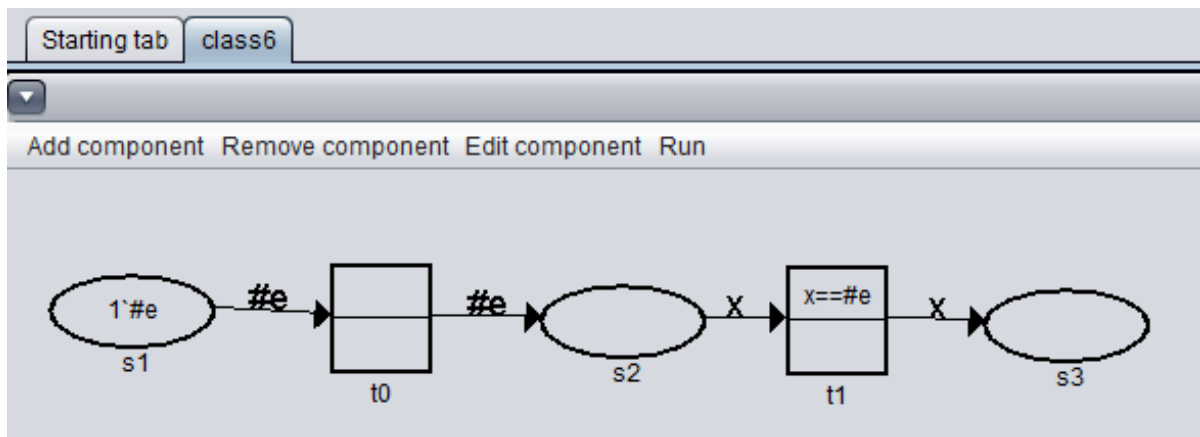 Starting tab class6
Add component Remove component Edit component Run
1`#e #e #e x x==#e x
s1 t0 s2 t1 s3